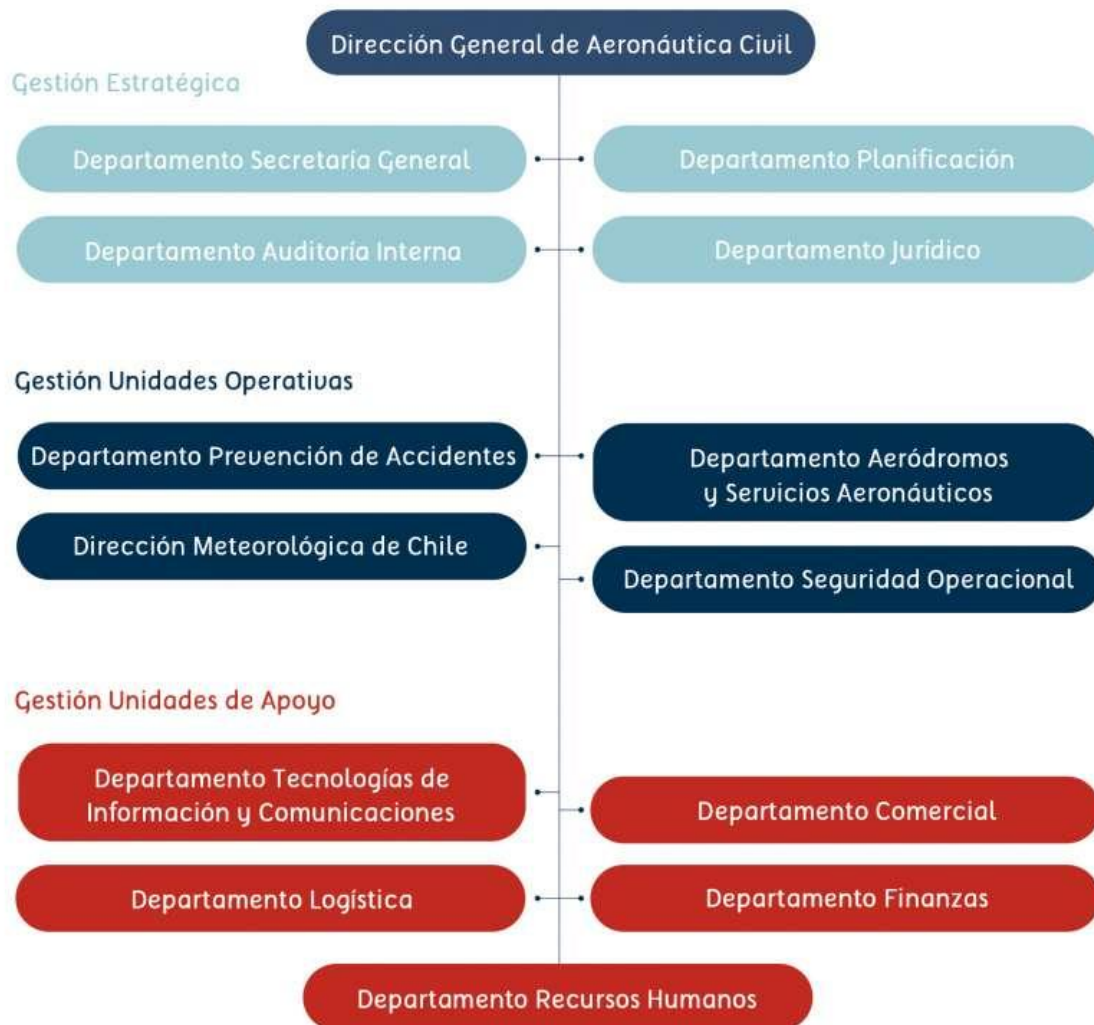 Dirección General de Aeronáutica Civil
Gestión Estratégica
Departamento Secretaría General
Departamento Planificación
Departamento Auditoría Interna
Departamento Jurídico
Gestión Unidades Operativas
Departamento Prevención de Accidentes
Departamento Aeródromos
y Servicios Aeronáuticos
Dirección Meteorológica de Chile
Departamento Seguridad Operacional
Gestión Unidades de Apoyo
Departamento Tecnologías de
Información y Comunicaciones
Departamento Comercial
Departamento Logística
Departamento Finanzas
Departamento Recursos Humanos